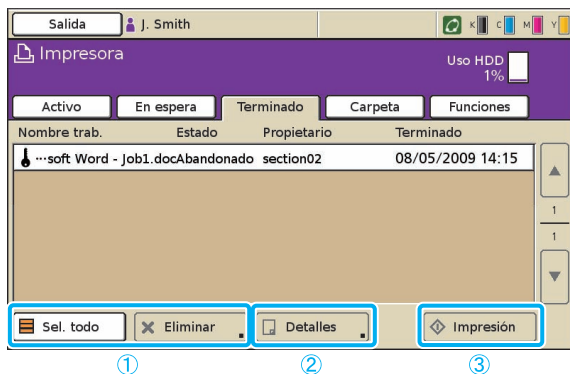 Salida J. Smith K C M Y
Impresora Uso HDD
1%
Activo En espera Terminado Carpeta Funciones
Nombre trab. Estado Propietario Terminado
···soft Word - Job1.docAbandonado section02 08/05/2009 14:15
1
1
Sel. todo Eliminar Detalles Impresión
① ② ③